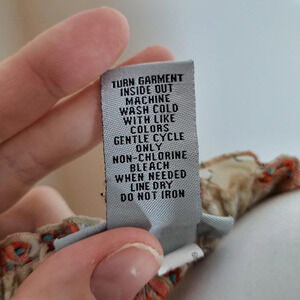 TURN GARMENT
INSIDE OUT
MACHINE
WASH COLD
WITH LIKE
COLORS
GENTLE CYCLE
ONLY
NON-CHLORINE
BLEACH
WHEN NEEDED
LINE DRY
DO NOT IRON